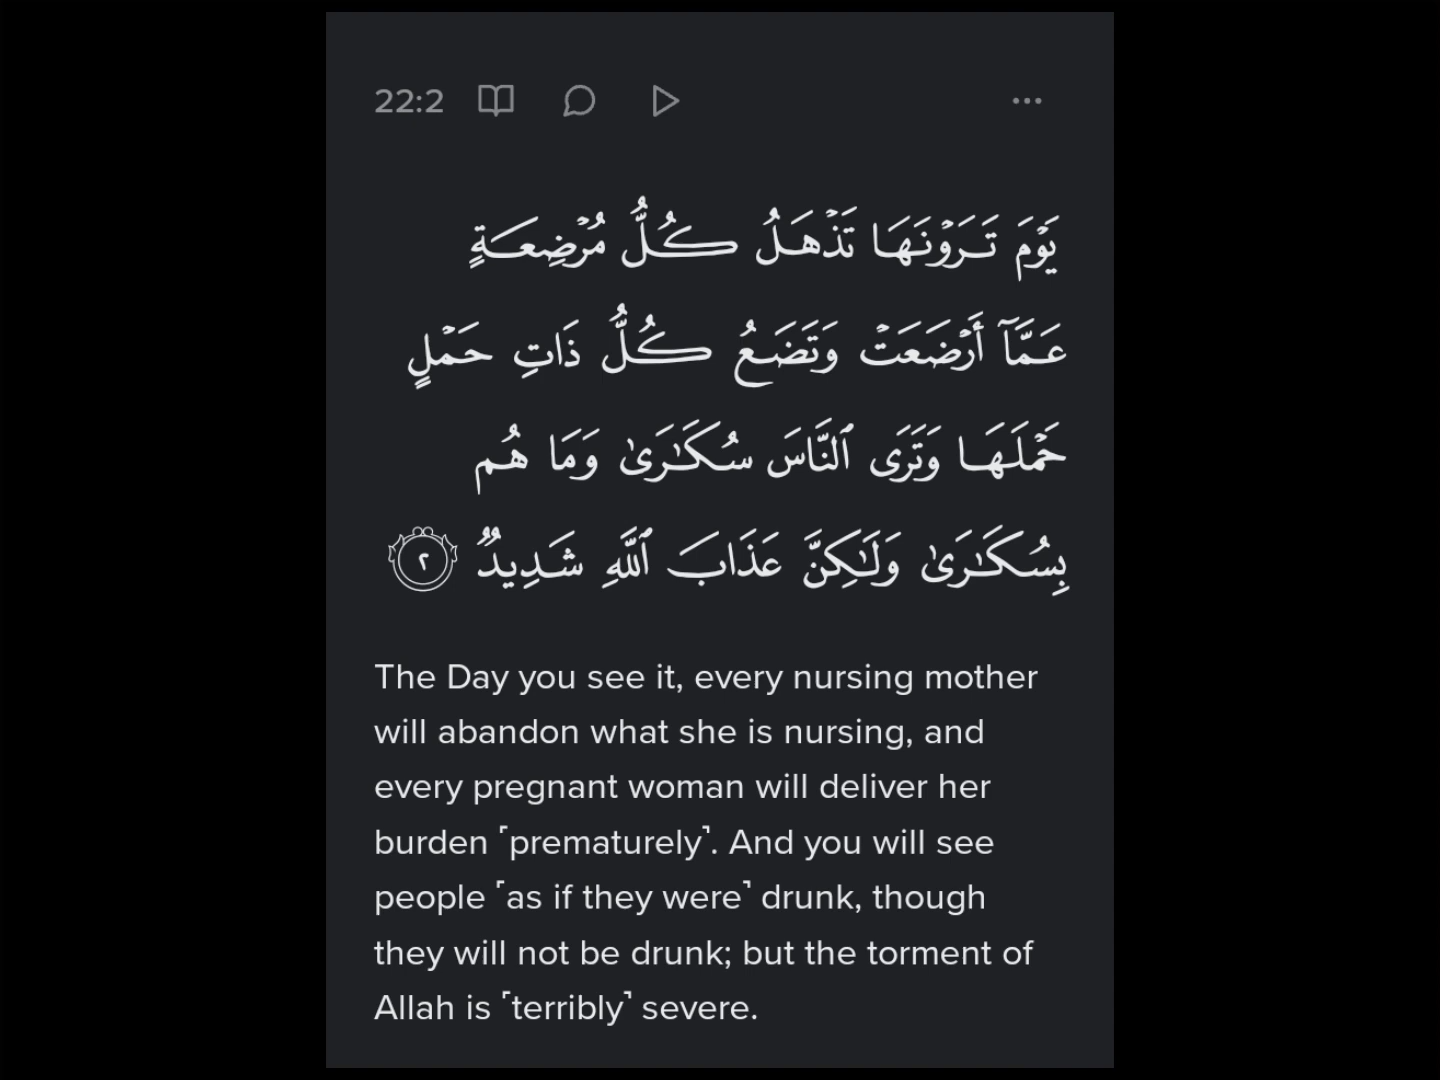 22:2
يَوْمَ تَرَوْنَهَا تَذْهَلُ كُلُّ مُرْضِعَةٍ
عَمَّآ أَرْضَعَتْ وَتَضَعُ كُلُّ ذَاتِ حَمْلٍ
حَمْلَهَا وَتَرَى ٱلنَّاسَ سُكَـٰرَىٰ وَمَا هُم
بِسُكَـٰرَىٰ وَلَـٰكِنَّ عَذَابَ ٱللَّهِ شَدِيدٌ ٢
The Day you see it, every nursing mother
will abandon what she is nursing, and
every pregnant woman will deliver her
burden ˹prematurely˺. And you will see
people ˹as if they were˺ drunk, though
they will not be drunk; but the torment of
Allah is ˹terribly˺ severe.